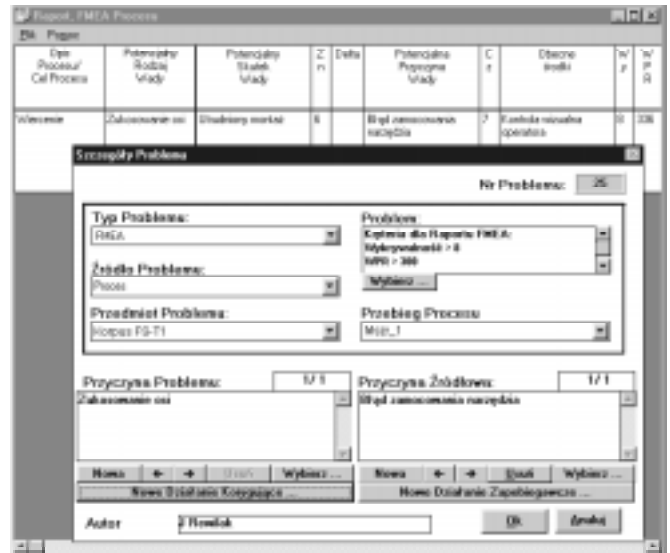 Raport, FMEA Procesu
Plik Pomoc
Opis Procesu/ Cel Procesu
Potencjalny Rodzaj Wady
Potencjalny Skutek Wady
Z n
Delta
Potencjalna Przyczyna Wady
C z
Obecne środki
W y
W P R
Wiercenie
Zukosowanie osi
Utrudniony montaż
6
Błąd zamocowania narzędzia
7
Kontrola wizualna operatora
8
336
Szczegóły Problemu
Nr Problemu: 25
Typ Problemu:
FMEA
Problem:
Kryteria dla Raportu FMEA:
Wykrywalność > 0
WPR > 300
Wybierz ...
Źródło Problemu:
Proces
Przedmiot Problemu:
Korpus FS-T1
Przebieg Procesu
Przyczyna Problemu: 1/ 1
Zukosowanie osi
Przyczyna Źródłowa: 1/ 1
Błąd zamocowania narzędzia
Nowa Usuń Wybierz ...
Nowa Usuń Wybierz ...
Nowe Działanie Korygujące ...
Nowe Działanie Zapobiegawcze ...
Autor
Ok Anuluj